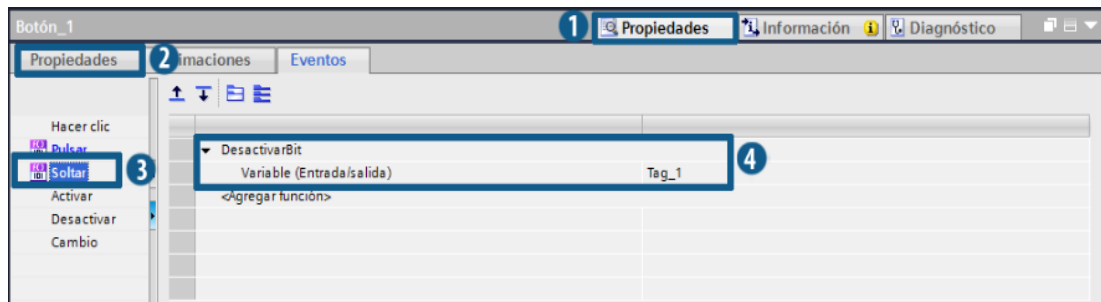 Botón_1 1 Propiedades Información Diagnóstico
Propiedades 2 imaciones Eventos
Hacer clic
Pulsar
DesactivarBit
Soltar 3 Variable (Entrada/salida) Tag_1 4
Activar <Agregar función>
Desactivar
Cambio